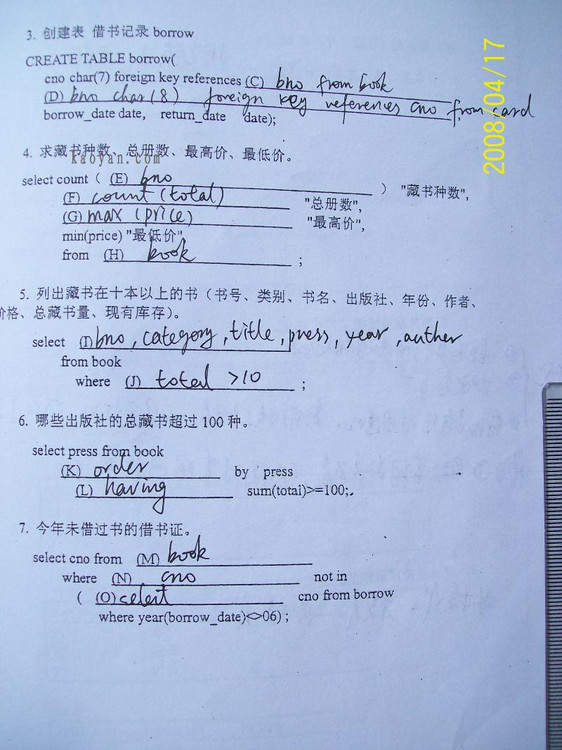 3. 创建表 借书记录 borrow
CREATE TABLE borrow(
cno char(7) foreign key references (C) bno from book
(D) bno char(8) foreign key references cno from card
borrow_date date, return_date date);
4. 求藏书种数、总册数、最高价、最低价。
kaoyan.com
select count ( (E) bno ) "藏书种数",
(F) count (total) "总册数",
(G) max (price) "最高价",
min(price) "最低价"
from (H) book ;
5. 列出藏书在十本以上的书（书号、类别、书名、出版社、年份、作者、
价格、总藏书量、现有库存）。
select (I) bno, category, title, press, year, auther
from book
where (J) total >10 ;
6. 哪些出版社的总藏书超过 100 种。
select press from book
(K) order by press
(L) having sum(total)>=100;.
7. 今年未借过书的借书证。
select cno from (M) book
where (N) cno not in
( (O) select cno from borrow
where year(borrow_date)<>06) ;
2008/04/17